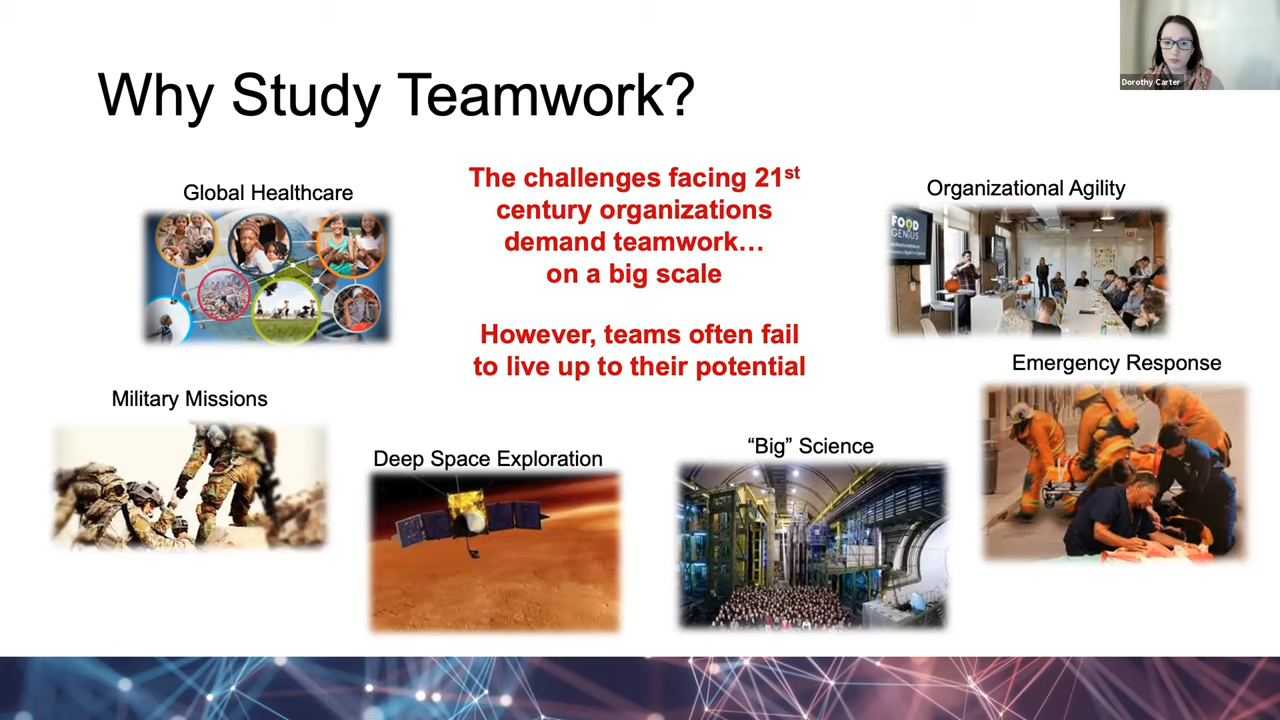 Dorothy Carter
Why Study Teamwork?
The challenges facing 21st
century organizations
demand teamwork…
on a big scale
However, teams often fail
to live up to their potential
Global Healthcare
Organizational Agility
FOOD
GENIUS
Emergency Response
Military Missions
Deep Space Exploration
“Big” Science